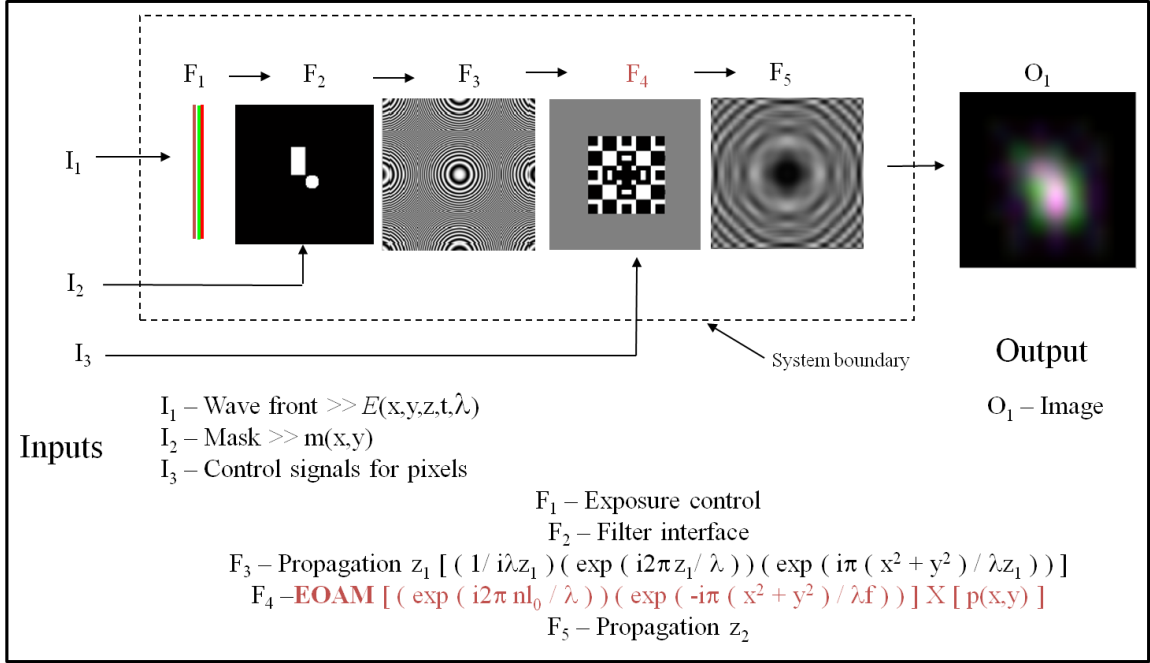 F₁ F₂ F₃ F₄ F₅ O₁
I₁
I₂
I₃
System boundary
Output
I₁ – Wave front >> E(x,y,z,t,λ)
O₁ – Image
I₂ – Mask >> m(x,y)
Inputs
I₃ – Control signals for pixels
F₁ – Exposure control
F₂ – Filter interface
F₃ – Propagation z₁ [ ( 1/ iλz₁ ) ( exp ( i2π z₁ / λ ) ) ( exp ( iπ ( x² + y² ) / λz₁ ) ) ]
F₄ –EOAM [ ( exp ( i2π nl₀ / λ ) ) ( exp ( -iπ ( x² + y² ) / λf ) ) ] X [ p(x,y) ]
F₅ – Propagation z₂